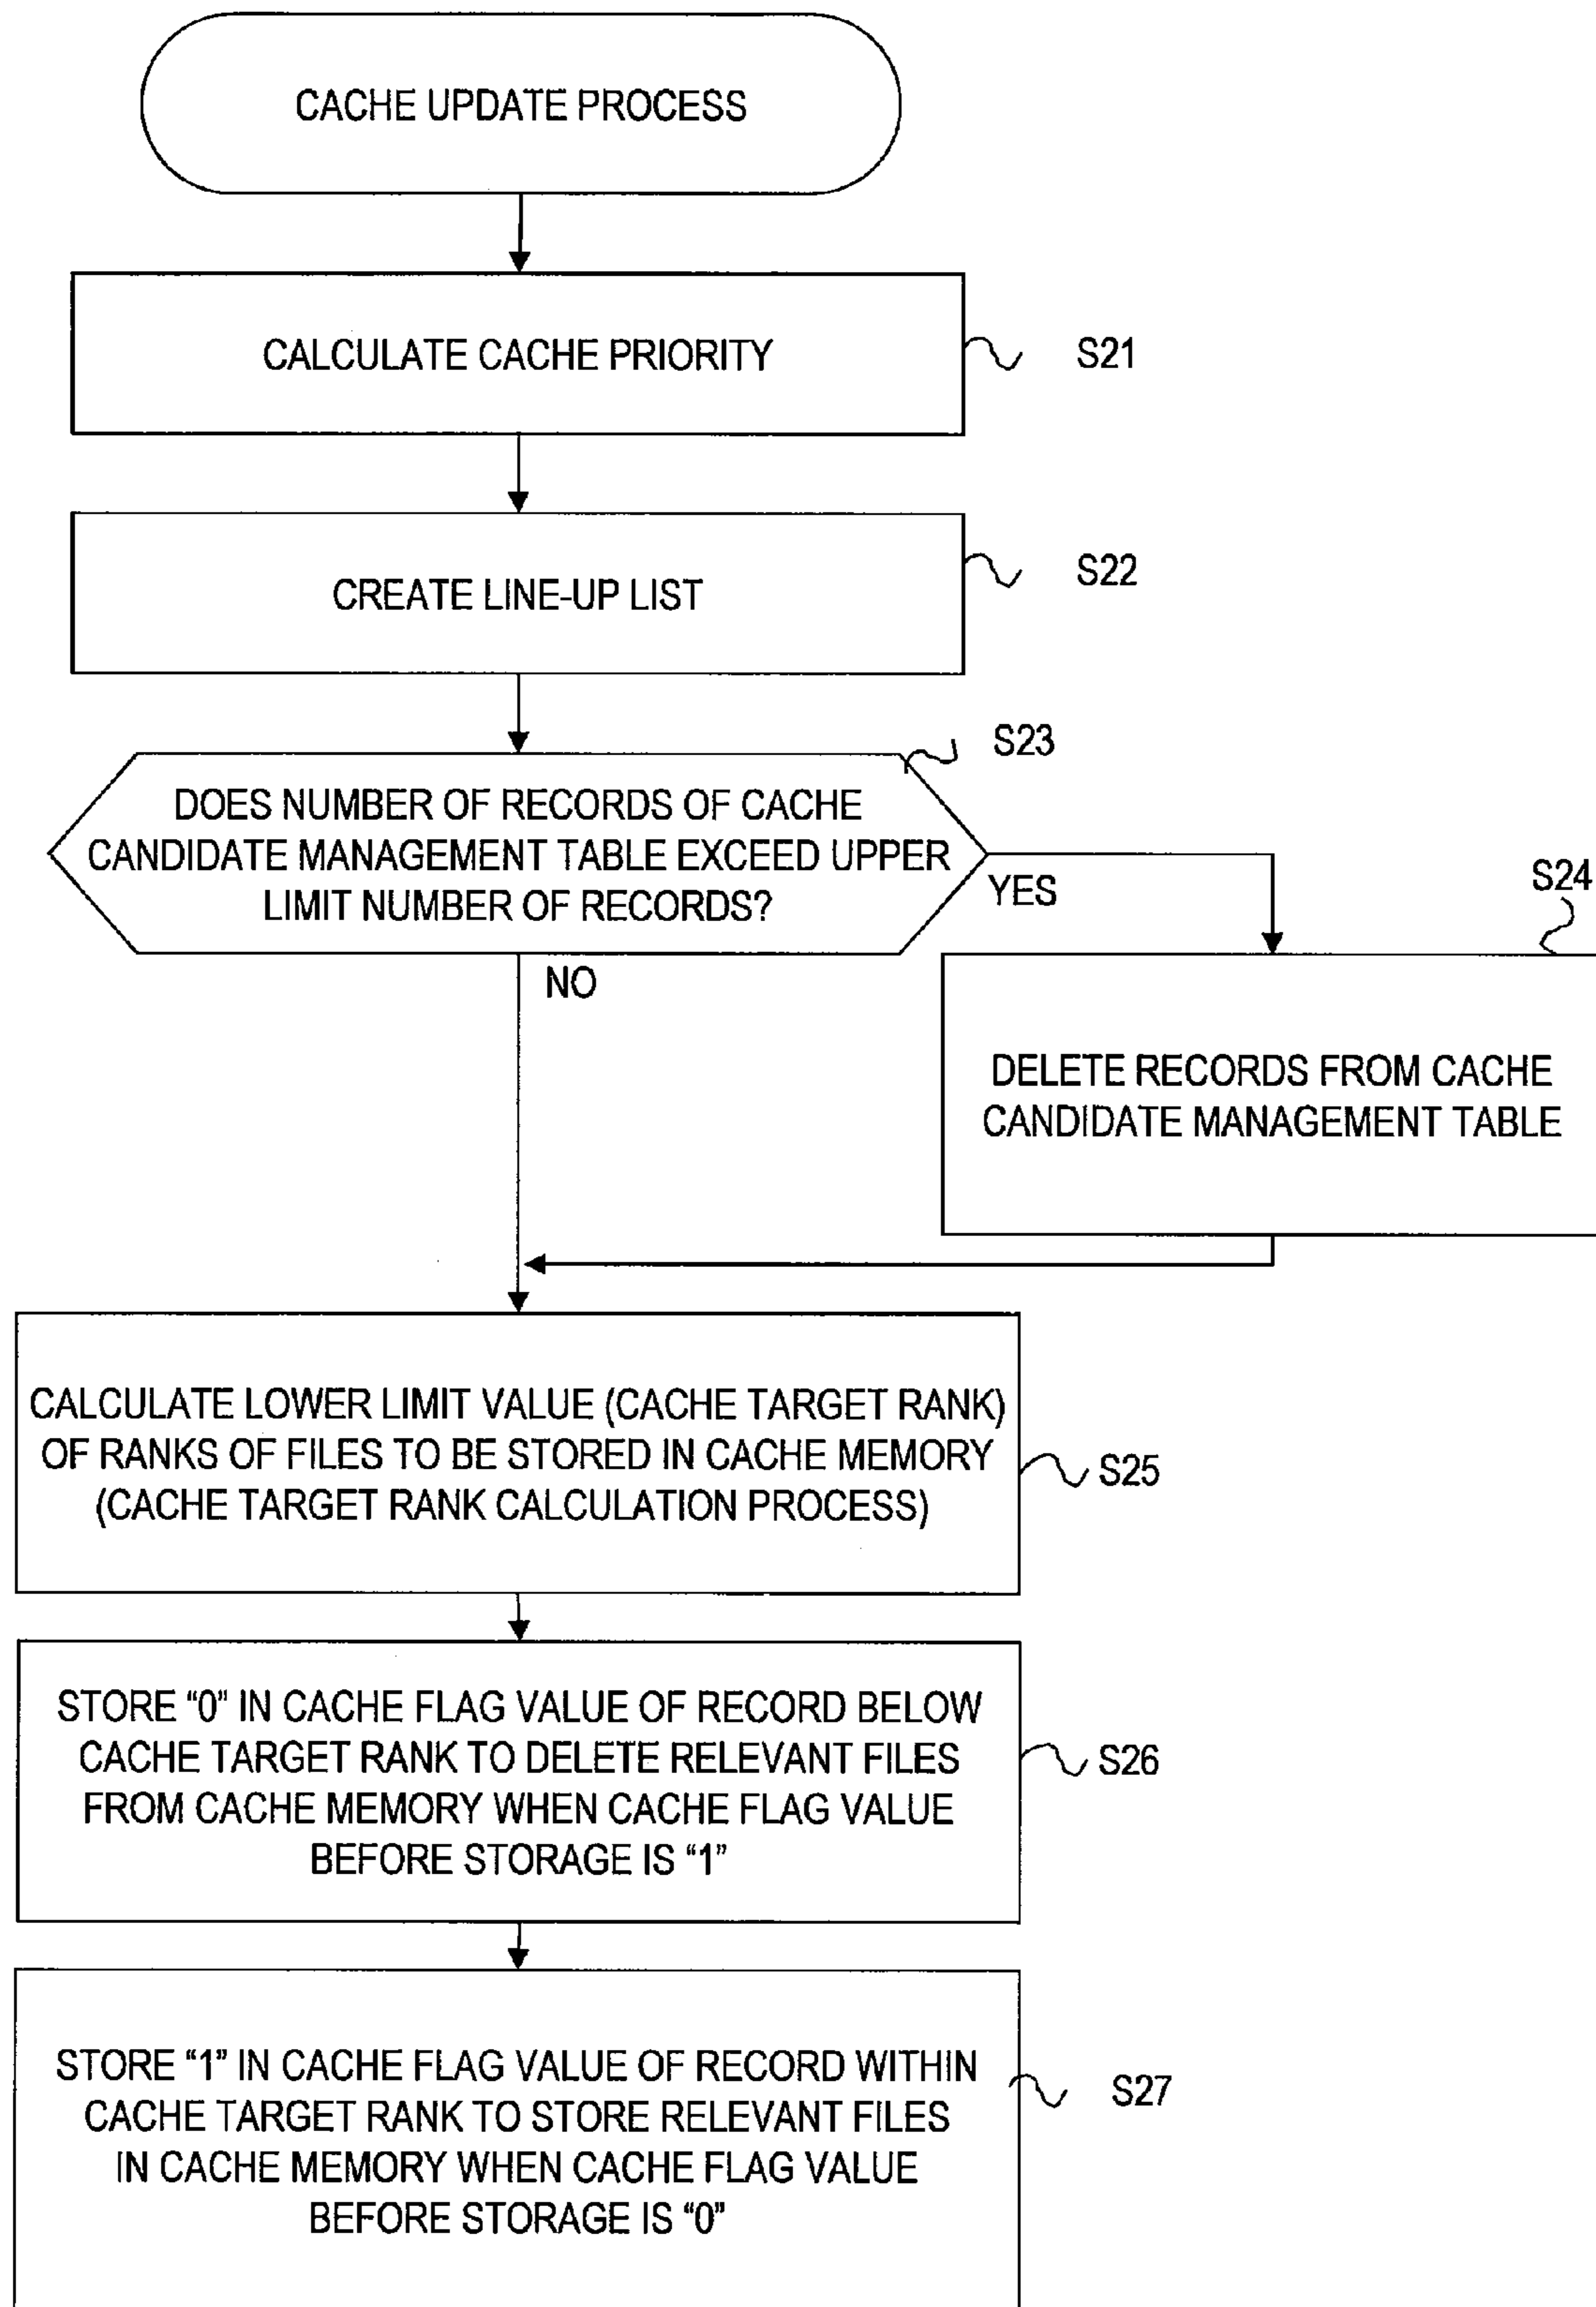 CACHE UPDATE PROCESS
CALCULATE CACHE PRIORITY
S21
CREATE LINE-UP LIST
S22
S23
DOES NUMBER OF RECORDS OF CACHE
CANDIDATE MANAGEMENT TABLE EXCEED UPPER
LIMIT NUMBER OF RECORDS?
YES
NO
S24
DELETE RECORDS FROM CACHE
CANDIDATE MANAGEMENT TABLE
CALCULATE LOWER LIMIT VALUE (CACHE TARGET RANK)
OF RANKS OF FILES TO BE STORED IN CACHE MEMORY
(CACHE TARGET RANK CALCULATION PROCESS)
S25
STORE “0” IN CACHE FLAG VALUE OF RECORD BELOW
CACHE TARGET RANK TO DELETE RELEVANT FILES
FROM CACHE MEMORY WHEN CACHE FLAG VALUE
BEFORE STORAGE IS “1”
S26
STORE “1” IN CACHE FLAG VALUE OF RECORD WITHIN
CACHE TARGET RANK TO STORE RELEVANT FILES
IN CACHE MEMORY WHEN CACHE FLAG VALUE
BEFORE STORAGE IS “0”
S27